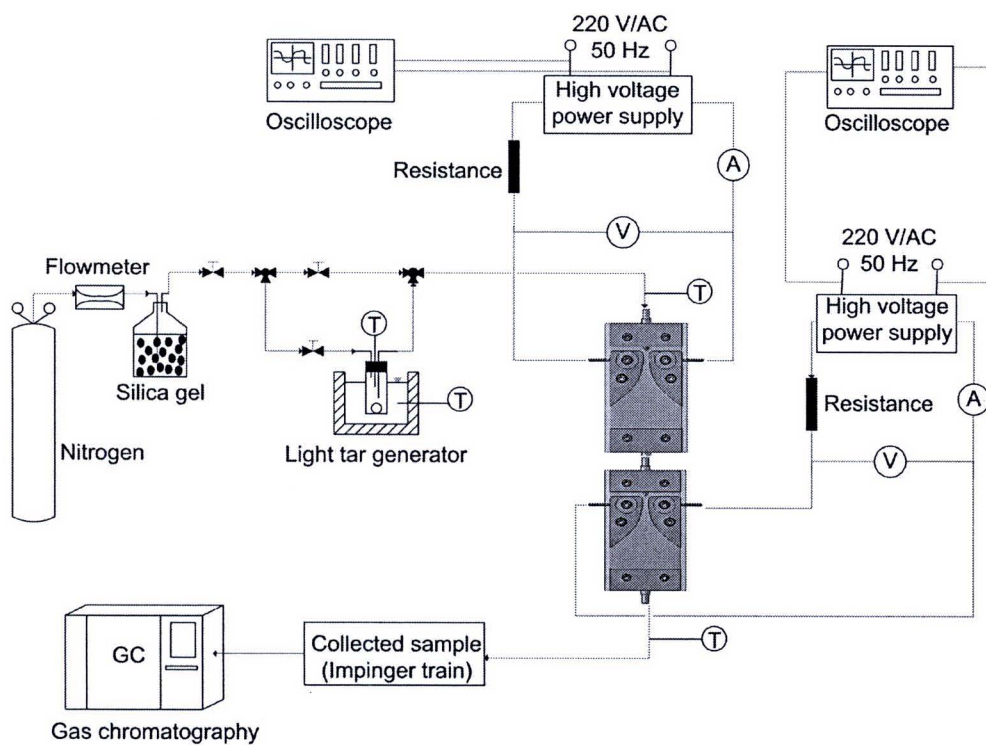 220 V/AC
50 Hz
High voltage
power supply
Oscilloscope
Oscilloscope
Resistance
A
V
220 V/AC
50 Hz
High voltage
power supply
Flowmeter
T
T
Silica gel
T
Resistance
A
Light tar generator
Nitrogen
V
T
GC
Collected sample
(Impinger train)
Gas chromatography